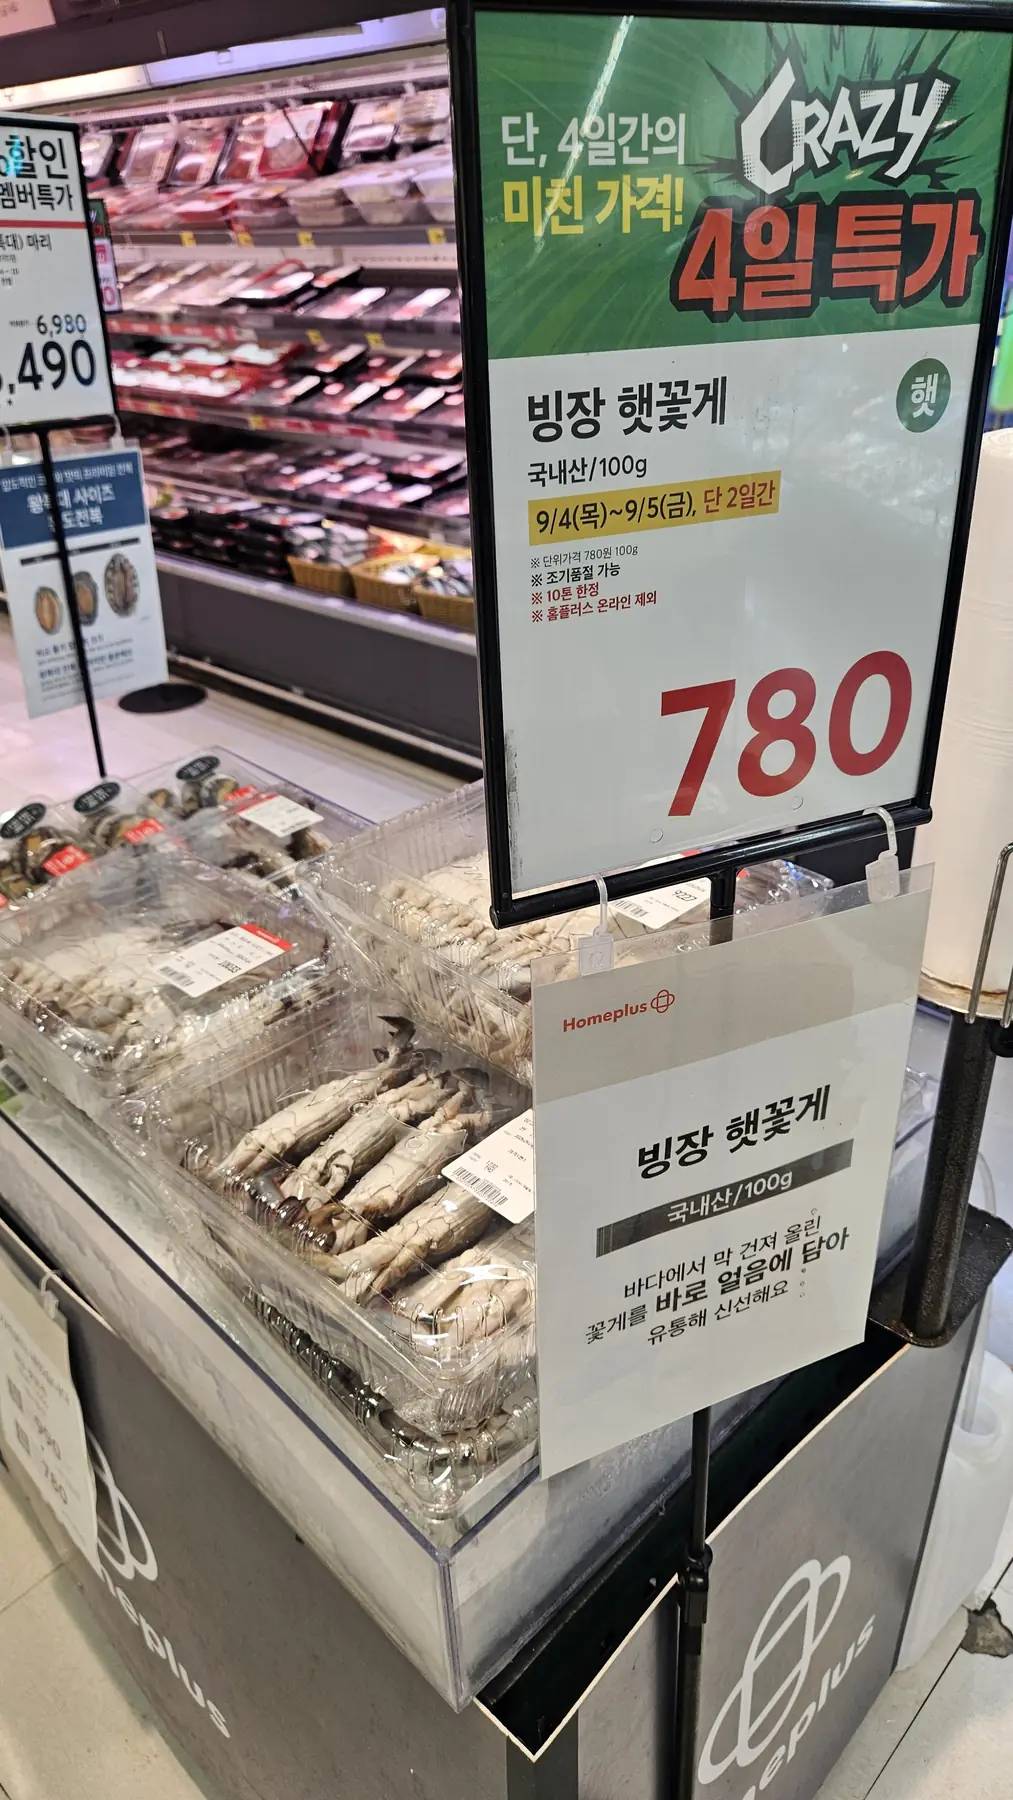 단, 4일간의
미친 가격!
CRAZY
4일 특가
빙장 햇꽃게
햇
국내산/100g
9/4(목)~9/5(금), 단 2일간
※ 단위가격 780원 100g
※ 조기품절 가능
※ 10톤 한정
※ 홈플러스 온라인 제외
780
Homeplus
빙장 햇꽃게
국내산/100g
바다에서 막 건져 올린
꽃게를 바로 얼음에 담아
유통해 신선해요
할인
멤버특가
마리
6,980
,490
사이즈
Homeplus
990
780
plus
eplus